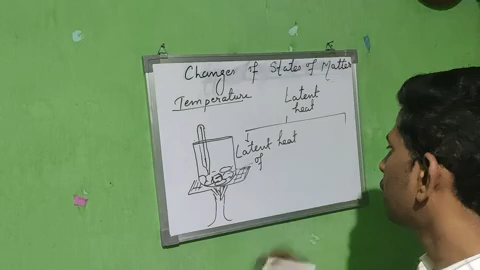 Changes of States of Matter
Temperature
Latent
heat
Latent heat
of